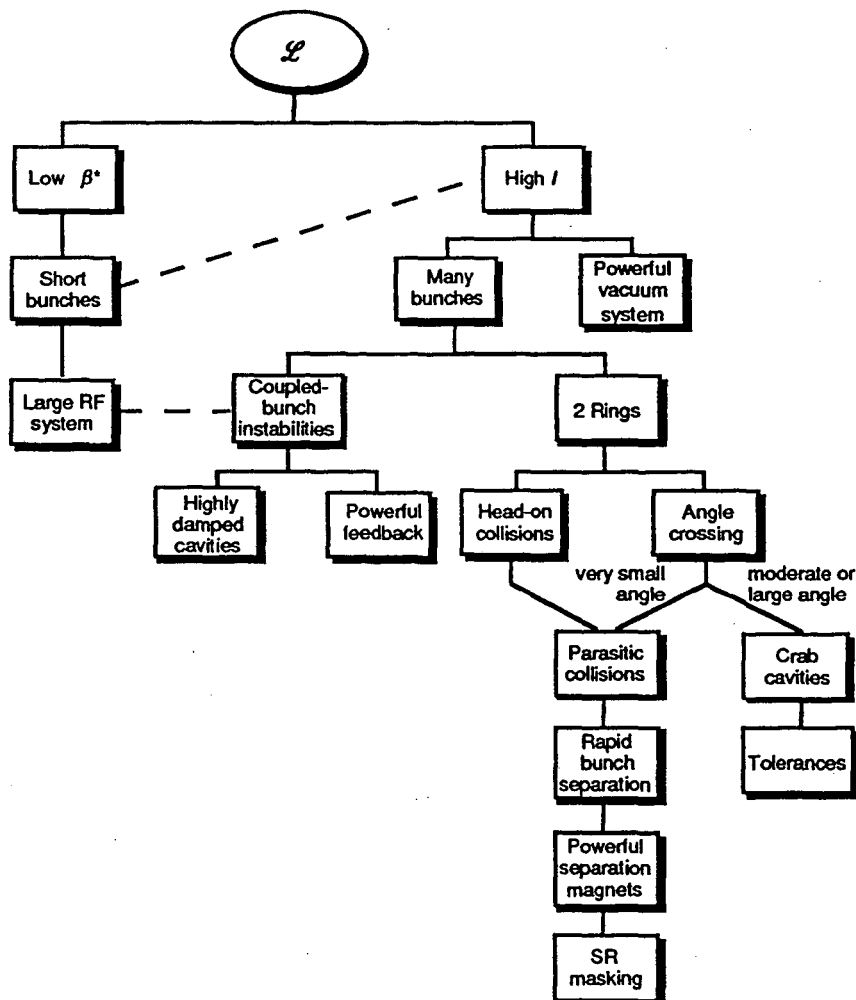 ℒ
Low β*
High I
Short
bunches
Many
bunches
Powerful
vacuum
system
Large RF
system
Coupled-
bunch
instabilities
2 Rings
Highly
damped
cavities
Powerful
feedback
Head-on
collisions
Angle
crossing
very small
angle
moderate or
large angle
Parasitic
collisions
Crab
cavities
Rapid
bunch
separation
Tolerances
Powerful
separation
magnets
SR
masking